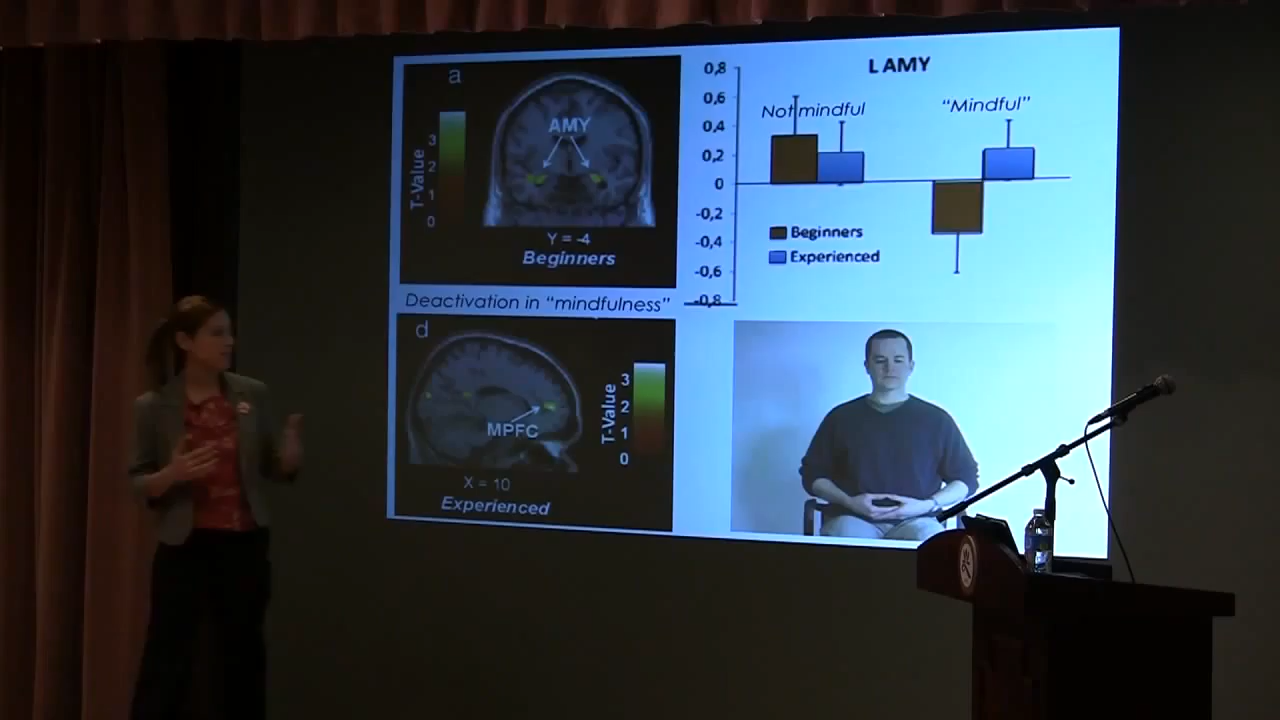 a
AMY
T-Value
3
2
1
0
Y = -4
Beginners
Deactivation in “mindfulness”
d
MPFC
T-Value
3
2
1
0
X = 10
Experienced
L AMY
0,8
0,6
0,4
0,2
0
-0,2
-0,4
-0,6
-0,8
Not mindful
“Mindful”
Beginners
Experienced